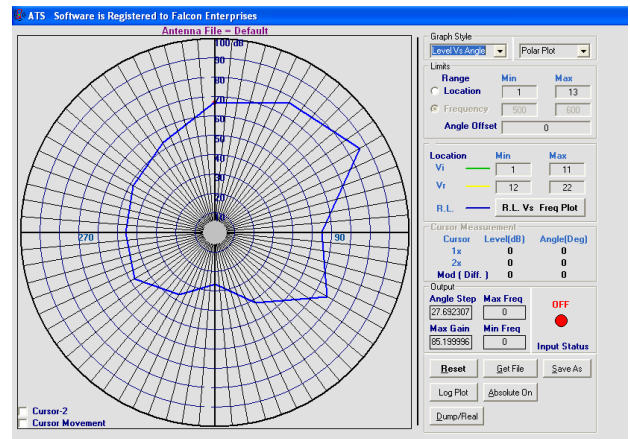 ATS Software is Registered to Falcon Enterprises
Antenna File = Default
100/dB
90
80
70
60
50
40
30
20
10
270
90
Cursor-2
Cursor Movement
Graph Style
Level Vs Angle
Polar Plot
Limits
Range Min Max
Location 1 13
Frequency 500 600
Angle Offset 0
Location Min Max
Vi 1 11
Vr 12 22
R.L. R.L. Vs Freq Plot
Cursor Measurement
Cursor Level(dB) Angle(Deg)
1x 0 0
2x 0 0
Mod ( Diff. ) 0 0
Output
Angle Step Max Freq OFF
27.692307 0
Max Gain Min Freq
85.199996 0 Input Status
Reset Get File Save As
Log Plot Absolute On
Dump/Real